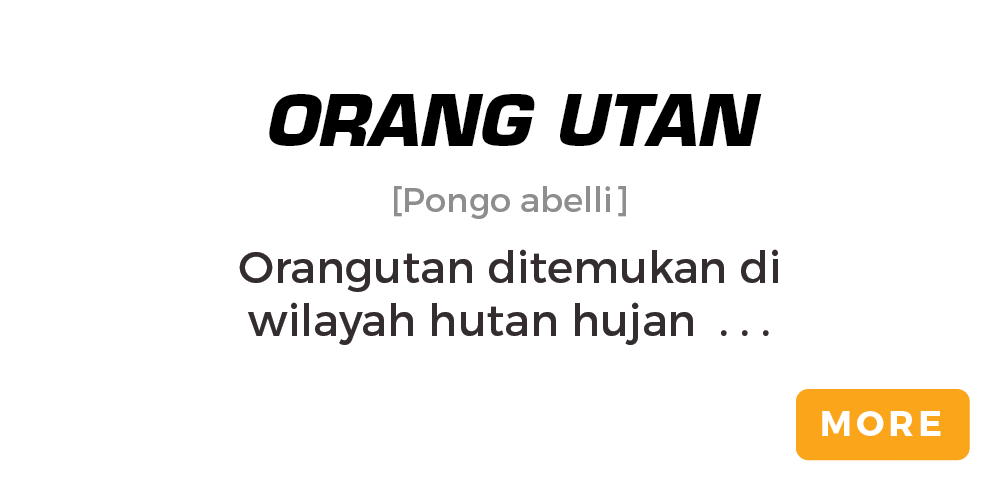 ORANG UTAN
[Pongo abelli]
Orangutan ditemukan di
wilayah hutan hujan ...
MORE